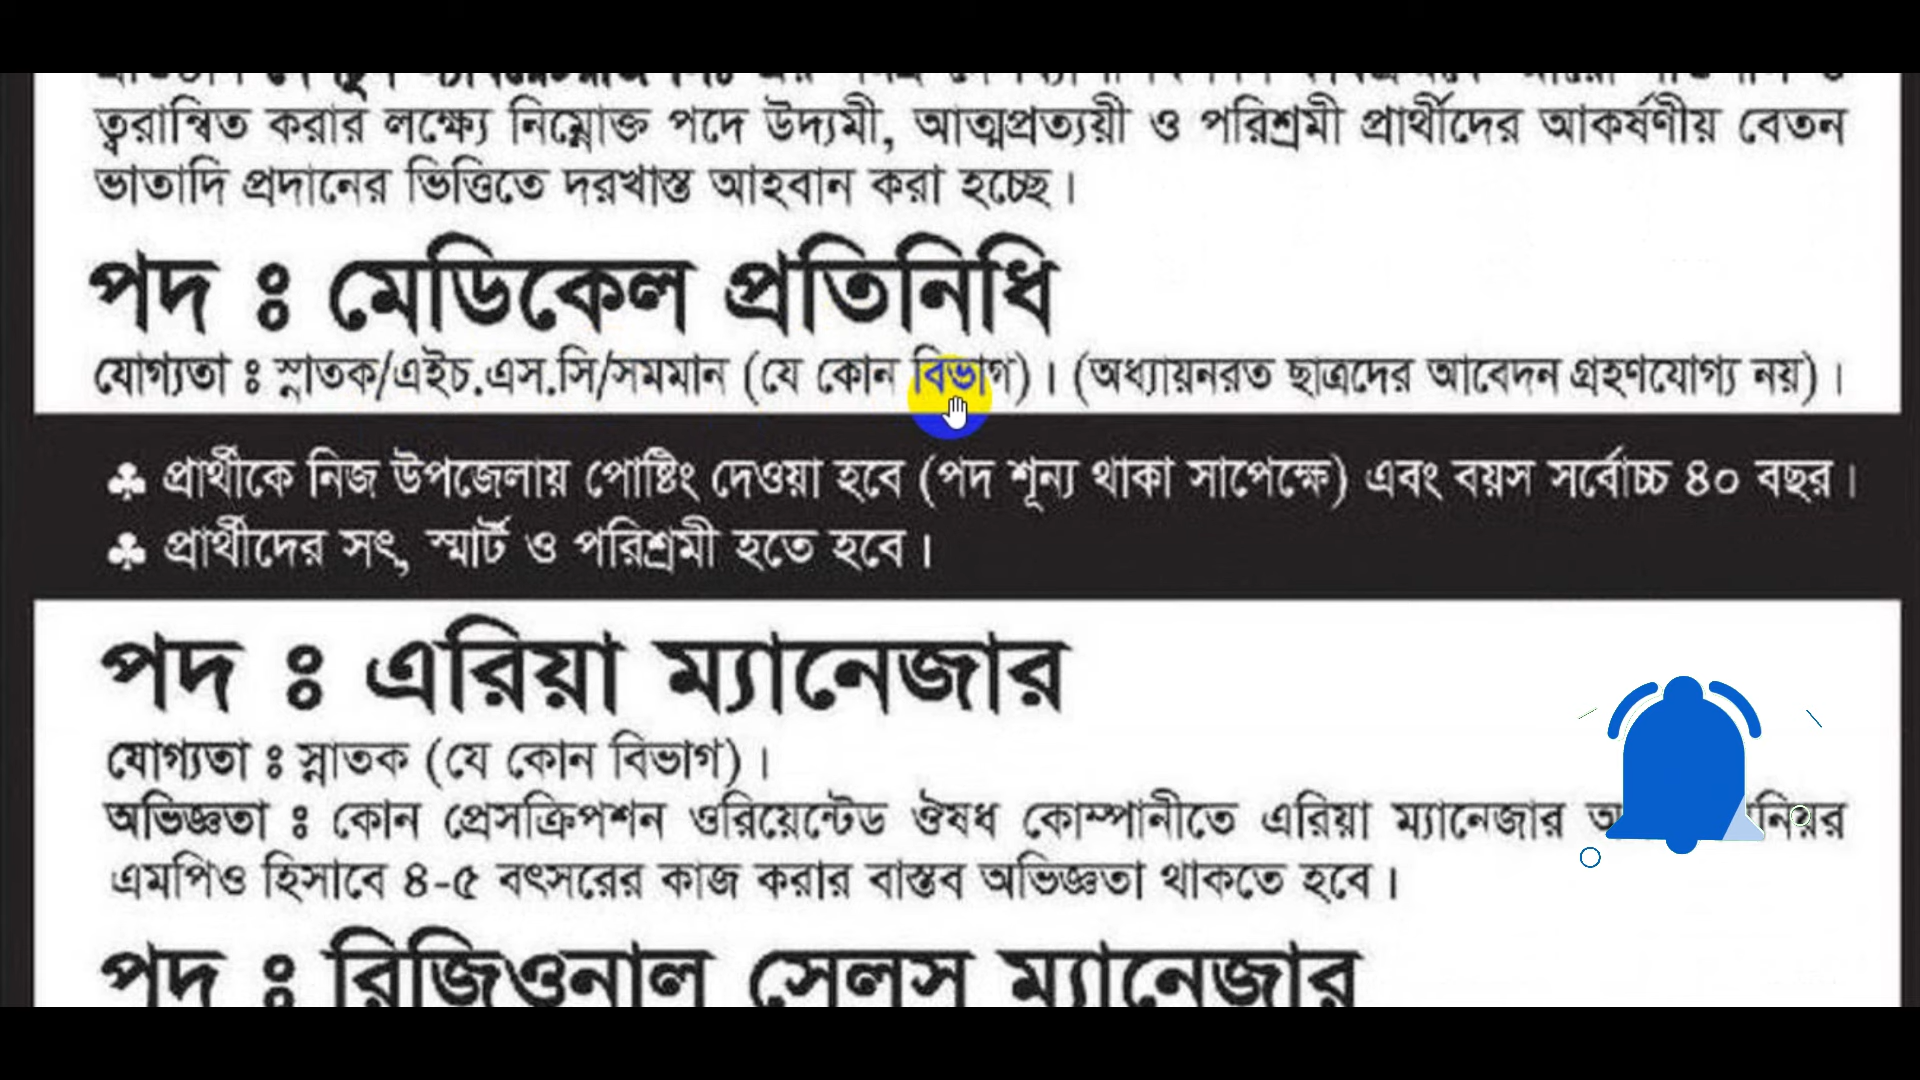 ত্বরান্বিত করার লক্ষ্যে নিম্নোক্ত পদে উদ্যমী, আত্মপ্রত্যয়ী ও পরিশ্রমী প্রার্থীদের আকর্ষণীয় বেতন
ভাতাদি প্রদানের ভিত্তিতে দরখাস্ত আহবান করা হচ্ছে।
পদ ঃ মেডিকেল প্রতিনিধি
যোগ্যতা ঃ স্নাতক/এইচ.এস.সি/সমমান (যে কোন বিভাগ)। (অধ্যায়নরত ছাত্রদের আবেদন গ্রহণযোগ্য নয়)।
♣ প্রার্থীকে নিজ উপজেলায় পোষ্টিং দেওয়া হবে (পদ শূন্য থাকা সাপেক্ষে) এবং বয়স সর্বোচ্চ ৪০ বছর।
♣ প্রার্থীদের সৎ, স্মার্ট ও পরিশ্রমী হতে হবে।
পদ ঃ এরিয়া ম্যানেজার
যোগ্যতা ঃ স্নাতক (যে কোন বিভাগ)।
অভিজ্ঞতা ঃ কোন প্রেসক্রিপশন ওরিয়েন্টেড ঔষধ কোম্পানীতে এরিয়া ম্যানেজার
এমপিও হিসাবে ৪-৫ বৎসরের কাজ করার বাস্তব অভিজ্ঞতা থাকতে হবে।
পদ ঃ রিজিওনাল সেলস ম্যানেজার